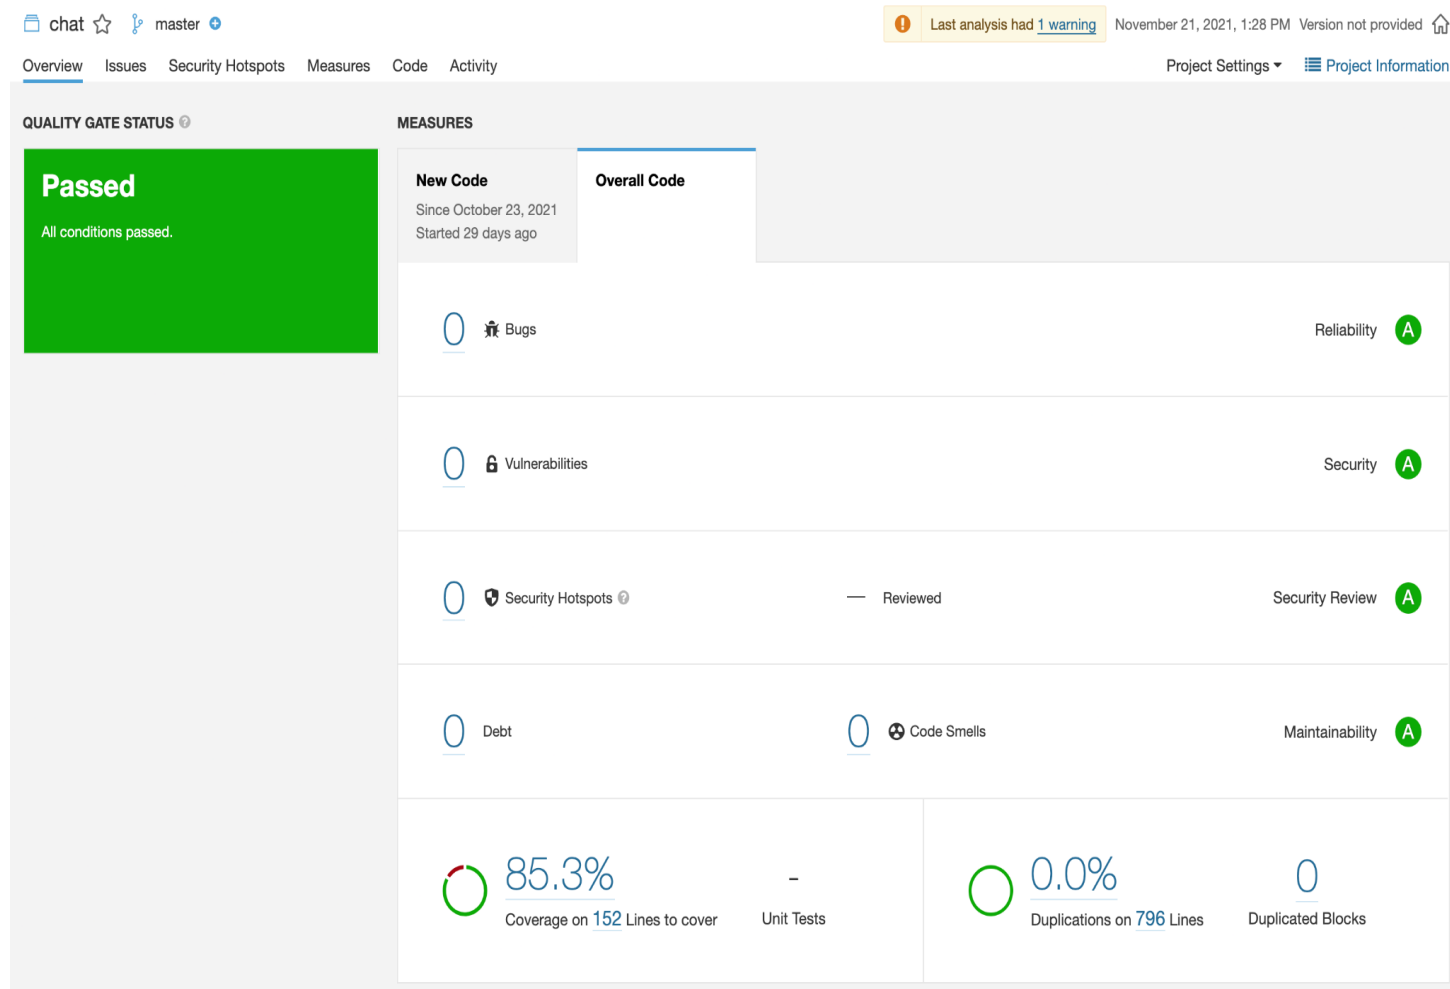 chat master
Last analysis had 1 warning November 21, 2021, 1:28 PM Version not provided
Overview Issues Security Hotspots Measures Code Activity
Project Settings Project Information
QUALITY GATE STATUS ?
Passed
All conditions passed.
MEASURES
New Code
Since October 23, 2021
Started 29 days ago
Overall Code
0 Bugs Reliability A
0 Vulnerabilities Security A
0 Security Hotspots ? — Reviewed Security Review A
0 Debt 0 Code Smells Maintainability A
85.3%
Coverage on 152 Lines to cover
-
Unit Tests
0.0%
Duplications on 796 Lines
0
Duplicated Blocks